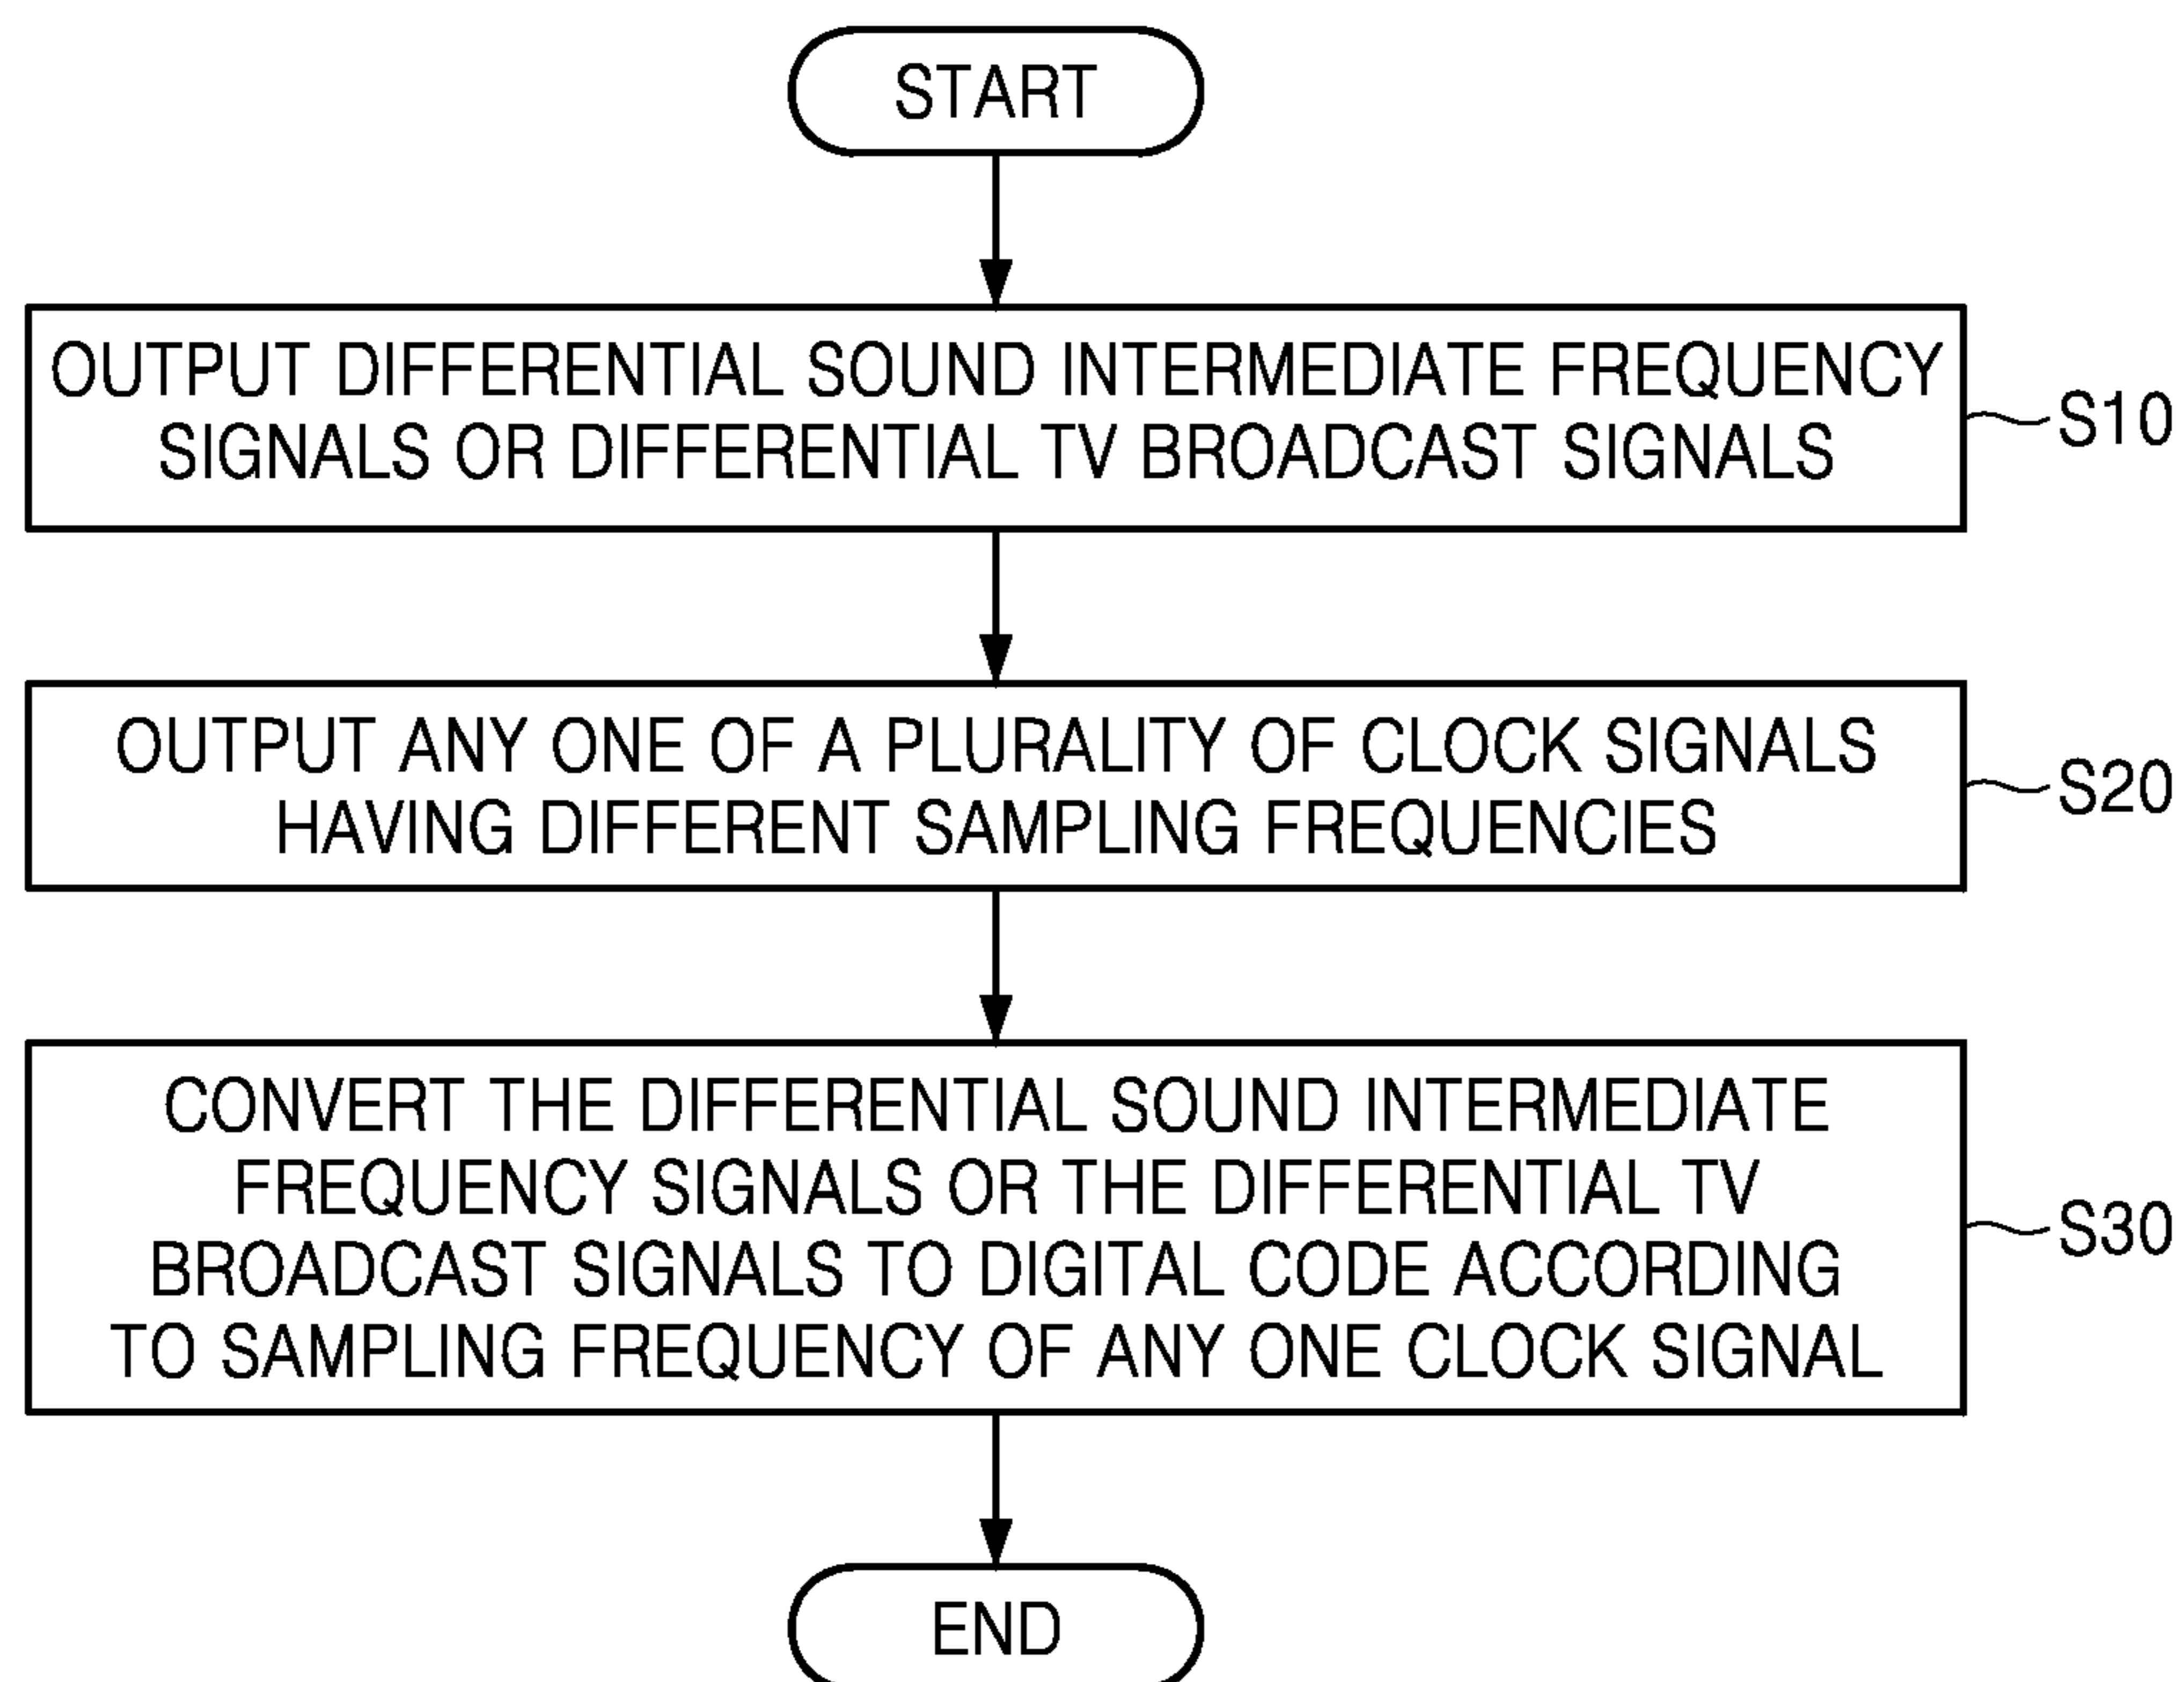 START
OUTPUT DIFFERENTIAL SOUND INTERMEDIATE FREQUENCY
SIGNALS OR DIFFERENTIAL TV BROADCAST SIGNALS
S10
OUTPUT ANY ONE OF A PLURALITY OF CLOCK SIGNALS
HAVING DIFFERENT SAMPLING FREQUENCIES
S20
CONVERT THE DIFFERENTIAL SOUND INTERMEDIATE
FREQUENCY SIGNALS OR THE DIFFERENTIAL TV
BROADCAST SIGNALS TO DIGITAL CODE ACCORDING
TO SAMPLING FREQUENCY OF ANY ONE CLOCK SIGNAL
S30
END